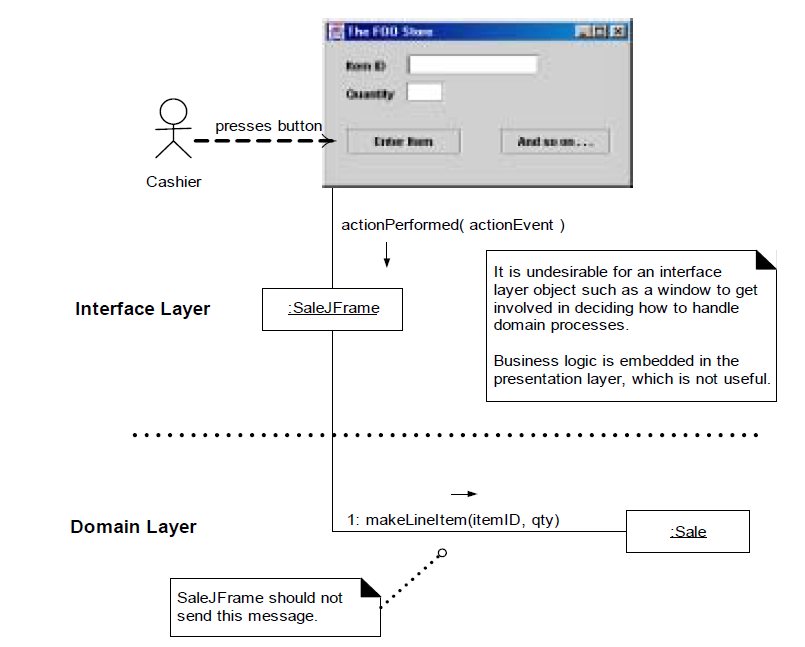 The FOO Store
Item ID
Quantity
presses button
Enter Item
And so on . . .
Cashier
actionPerformed( actionEvent )
It is undesirable for an interface
layer object such as a window to get
involved in deciding how to handle
domain processes.
Business logic is embedded in the
presentation layer, which is not useful.
Interface Layer
:SaleJFrame
1: makeLineItem(itemID, qty)
Domain Layer
:Sale
SaleJFrame should not
send this message.